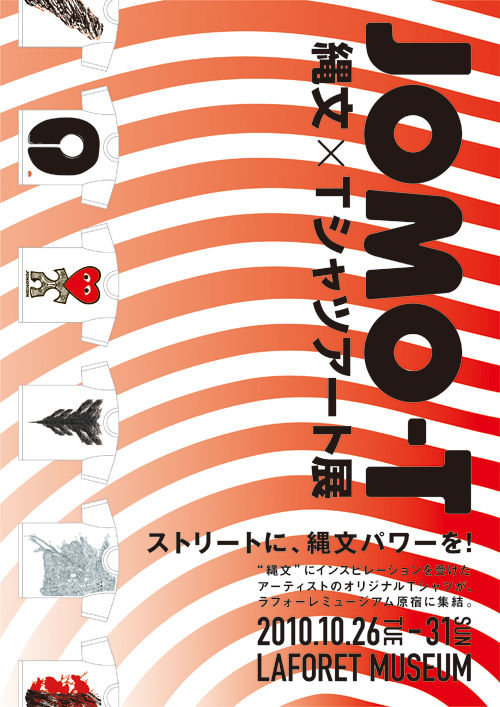 JOMO-T
縄文×Tシャツアート展
ストリートに、縄文パワーを!
“縄文”にインスピレーションを受けた
アーティストのオリジナルTシャツが、
ラフォーレミュージアム原宿に集結。
2010.10.26 TUE – 31 SUN
LAFORET MUSEUM